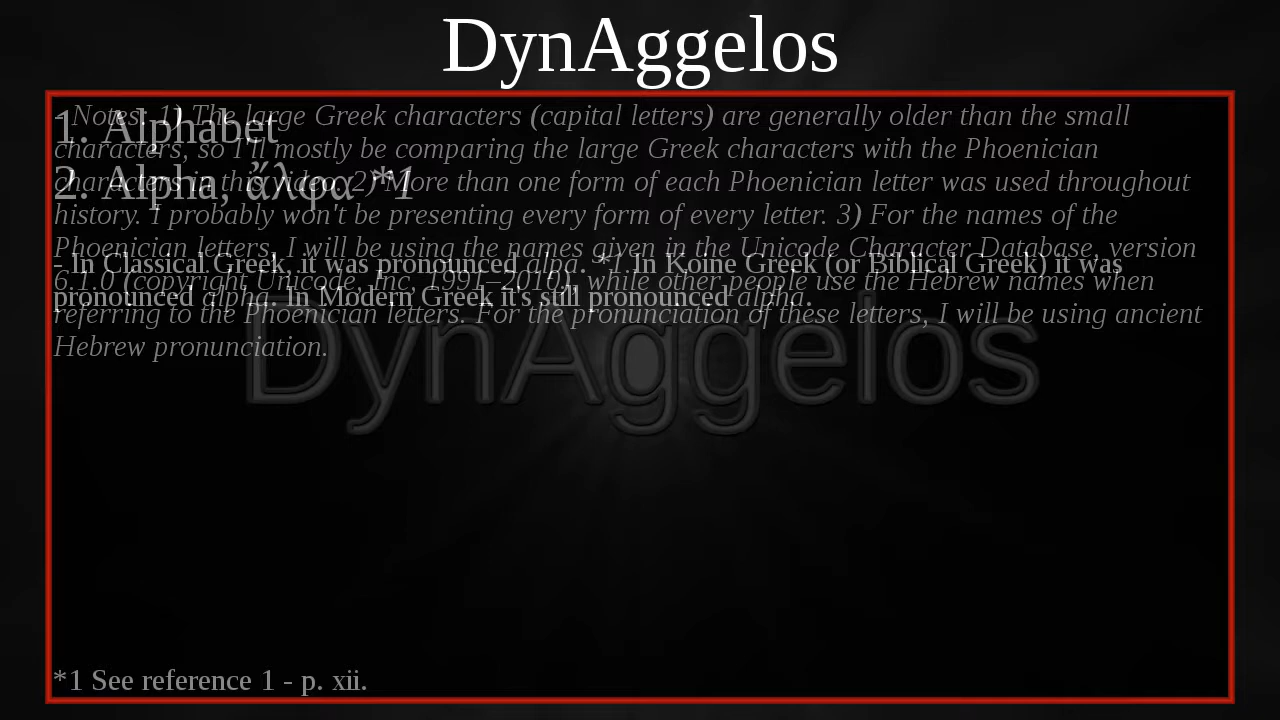 DynAggelos
- Notes: 1) The large Greek characters (capital letters) are generally older than the small
characters, so I'll mostly be comparing the large Greek characters with the Phoenician
characters in this video. 2) More than one form of each Phoenician letter was used throughout
history. I probably won't be presenting every form of every letter. 3) For the names of the
Phoenician letters, I will be using the names given in the Unicode Character Database, version
6.1.0 (copyright Unicode, Inc, 1991–2010), while other people use the Hebrew names when
referring to the Phoenician letters. For the pronunciation of these letters, I will be using ancient
Hebrew pronunciation.
1. Alphabet
2. Alpha, ἄλφα *1
- In Classical Greek, it was pronounced alpa. *1 In Koine Greek (or Biblical Greek) it was
pronounced alpha. In Modern Greek it's still pronounced alpha.
DynAggelos
*1 See reference 1 - p. xii.